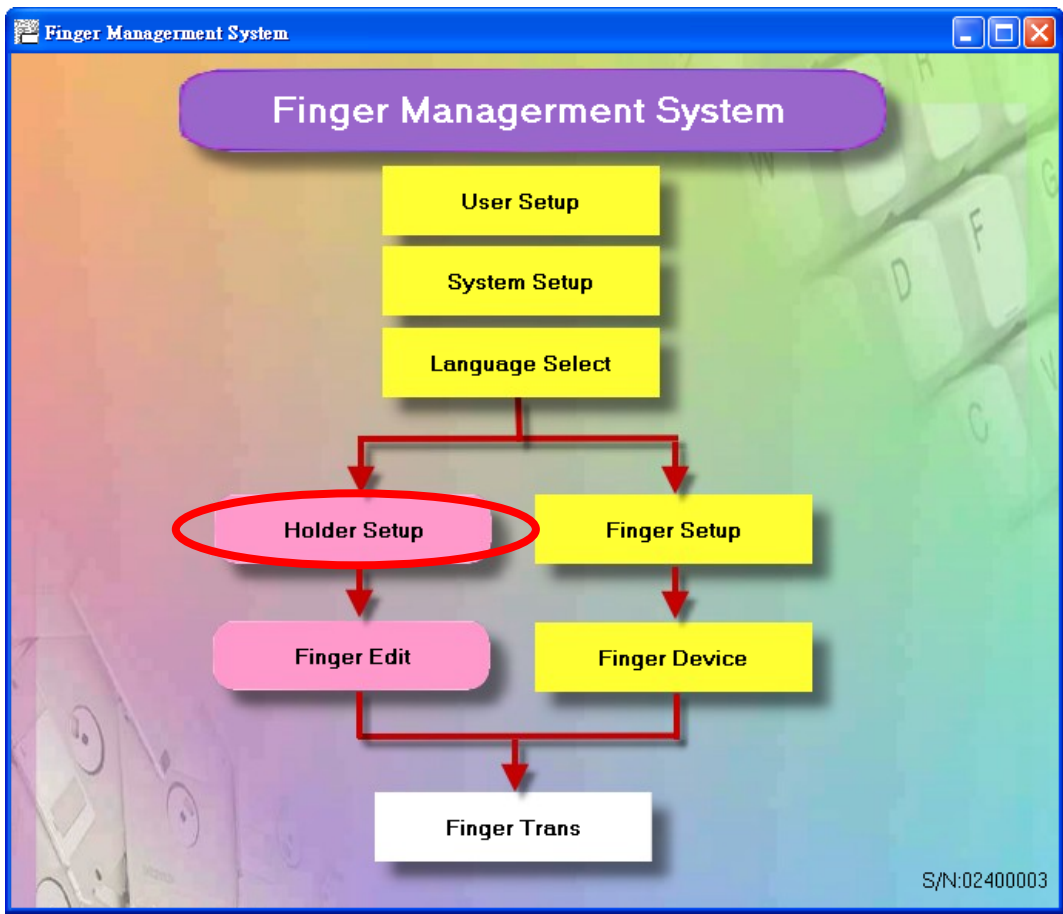 Finger Managerment System
Finger Managerment System
User Setup
System Setup
Language Select
Holder Setup
Finger Setup
Finger Edit
Finger Device
Finger Trans
S/N:02400003
W
H
G
F
D
C